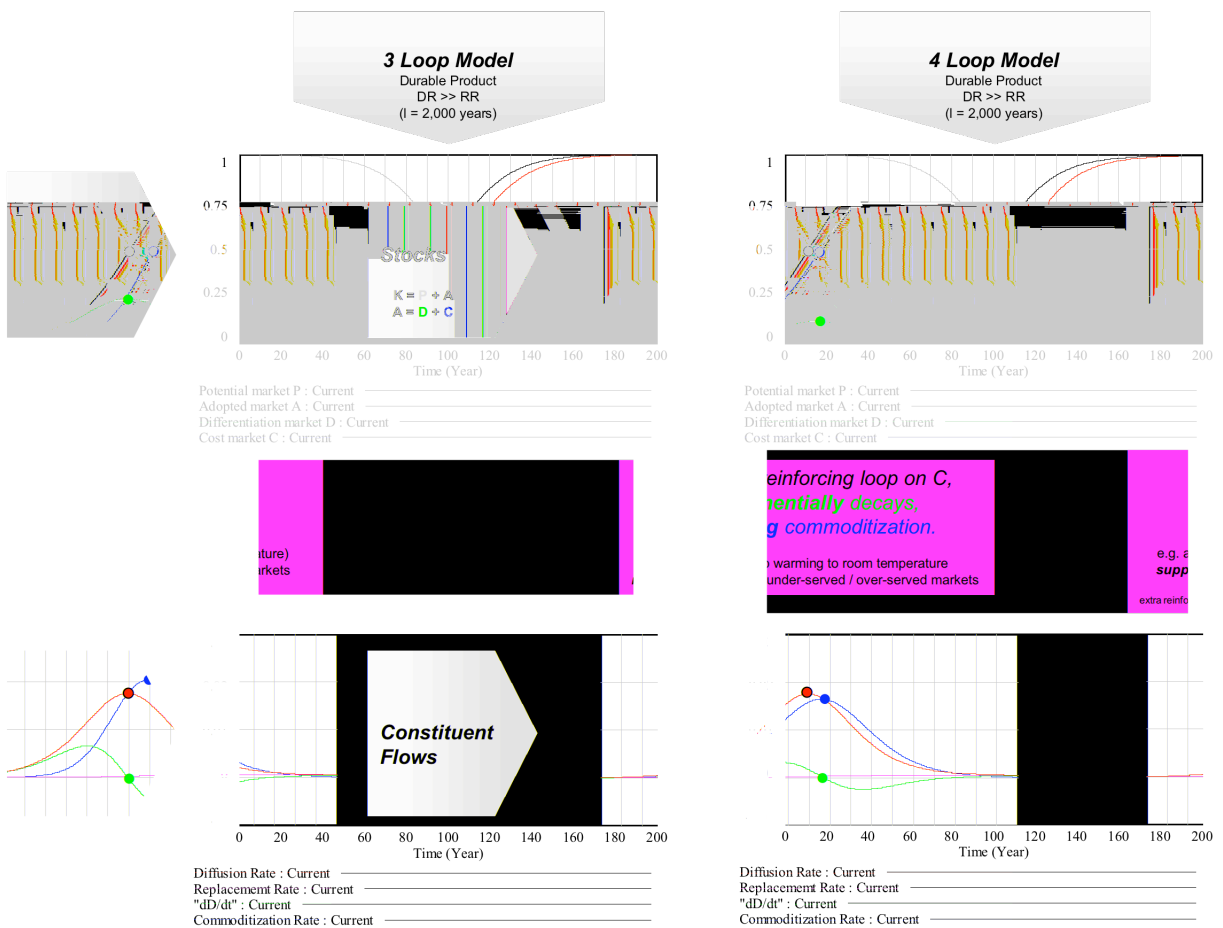 3 Loop Model
Durable Product
DR >> RR
(l = 2,000 years)
4 Loop Model
Durable Product
DR >> RR
(l = 2,000 years)
1
0.75
0.5
0.25
0
Stocks
K = P + A
A = D + C
0 20 40 60 80 100 120 140 160 180 200
Time (Year)
Potential market P : Current
Adopted market A : Current
Differentiation market D : Current
Cost market C : Current
1
0.75
0.5
0.25
0
0 20 40 60 80 100 120 140 160 180 200
Time (Year)
Potential market P : Current
Adopted market A : Current
Differentiation market D : Current
Cost market C : Current
ature)
arkets
einforcing loop on C,
nentially decays,
g commoditization.
o warming to room temperature
under-served / over-served markets
e.g. a
supp
extra reinfo
Constituent
Flows
0 20 40 60 80 100 120 140 160 180 200
Time (Year)
Diffusion Rate : Current
Replacement Rate : Current
"dD/dt" : Current
Commoditization Rate : Current
0 20 40 60 80 100 120 140 160 180 200
Time (Year)
Diffusion Rate : Current
Replacement Rate : Current
"dD/dt" : Current
Commoditization Rate : Current